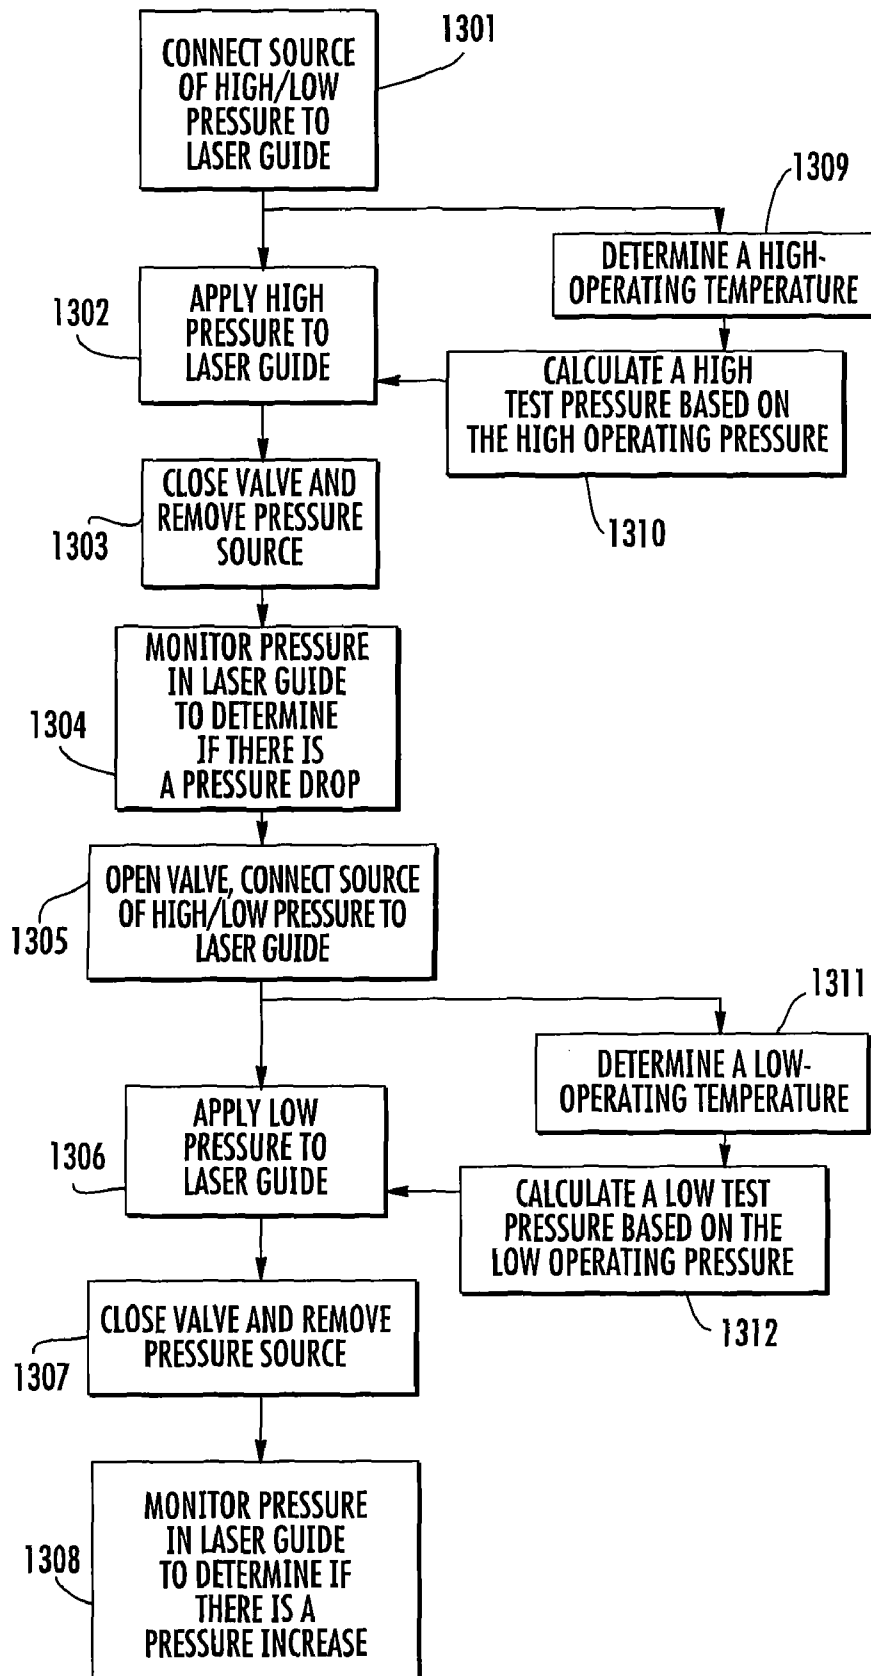 1301
CONNECT SOURCE
OF HIGH/LOW
PRESSURE TO
LASER GUIDE
1309
DETERMINE A HIGH-
OPERATING TEMPERATURE
1302
APPLY HIGH
PRESSURE TO
LASER GUIDE
CALCULATE A HIGH
TEST PRESSURE BASED ON
THE HIGH OPERATING PRESSURE
1310
CLOSE VALVE AND
REMOVE PRESSURE
SOURCE
1303
MONITOR PRESSURE
IN LASER GUIDE
TO DETERMINE
IF THERE IS
A PRESSURE DROP
1304
OPEN VALVE, CONNECT SOURCE
OF HIGH/LOW PRESSURE TO
LASER GUIDE
1305
1311
DETERMINE A LOW-
OPERATING TEMPERATURE
APPLY LOW
PRESSURE TO
LASER GUIDE
1306
CALCULATE A LOW TEST
PRESSURE BASED ON THE
LOW OPERATING PRESSURE
1312
CLOSE VALVE AND REMOVE
PRESSURE SOURCE
1307
MONITOR PRESSURE
IN LASER GUIDE
TO DETERMINE IF
THERE IS A
PRESSURE INCREASE
1308